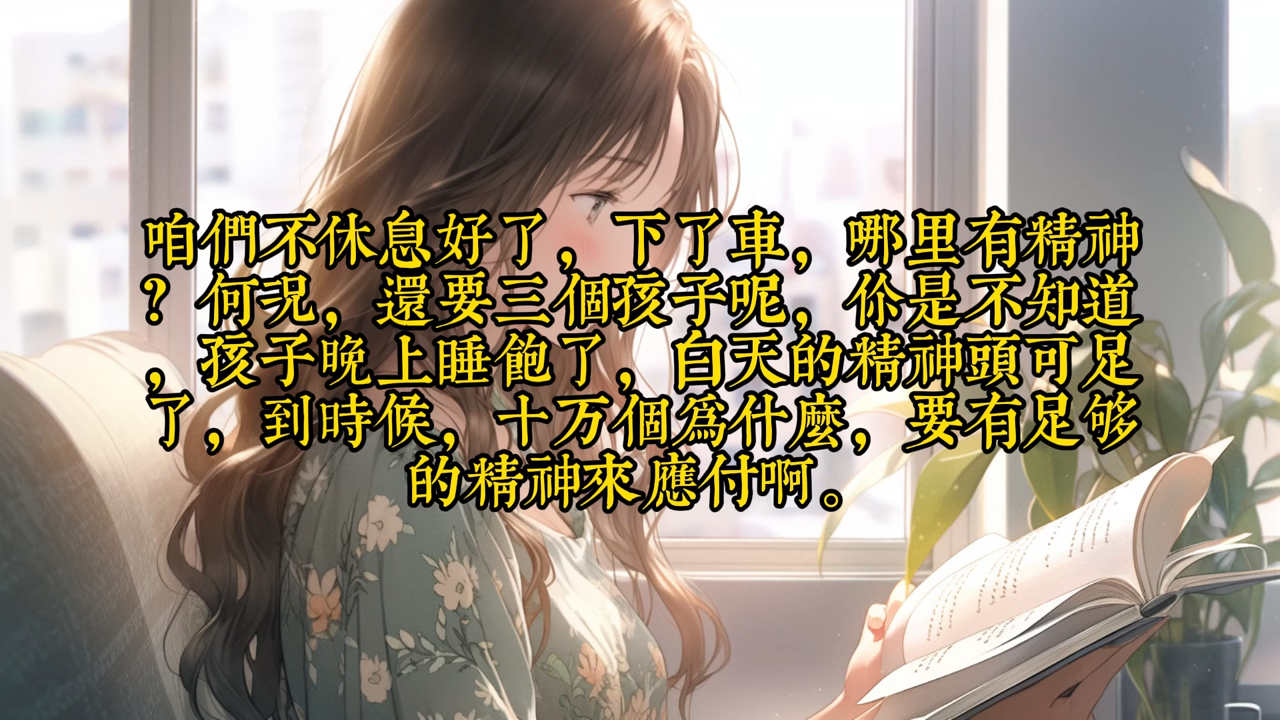 咱們不休息好了，下了車，哪里有精神
？何況，還要三個孩子呢，伱是不知道
，孩子晚上睡飽了，白天的精神頭可足
了，到時候，十万個爲什麼，要有足够
的精神來應付啊。